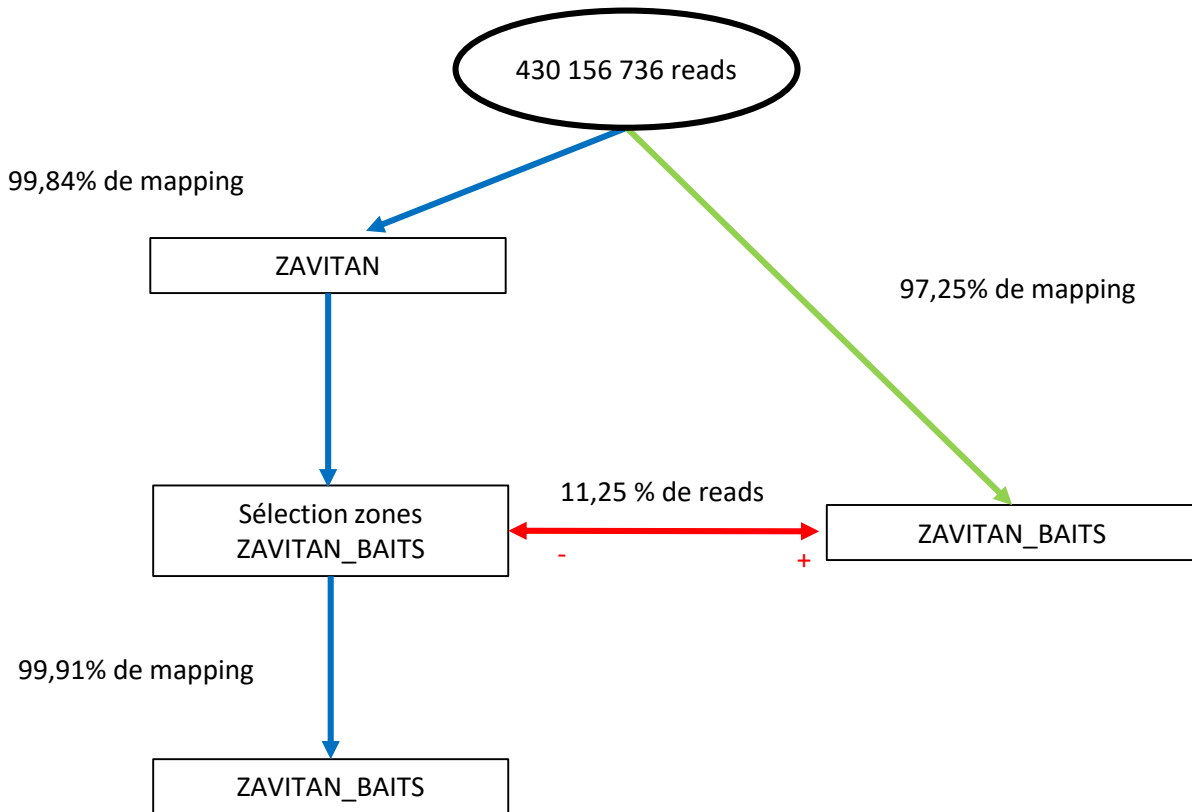 430 156 736 reads
99,84% de mapping
ZAVITAN
97,25% de mapping
11,25 % de reads
Sélection zones
ZAVITAN_BAITS
-
+
ZAVITAN_BAITS
99,91% de mapping
ZAVITAN_BAITS